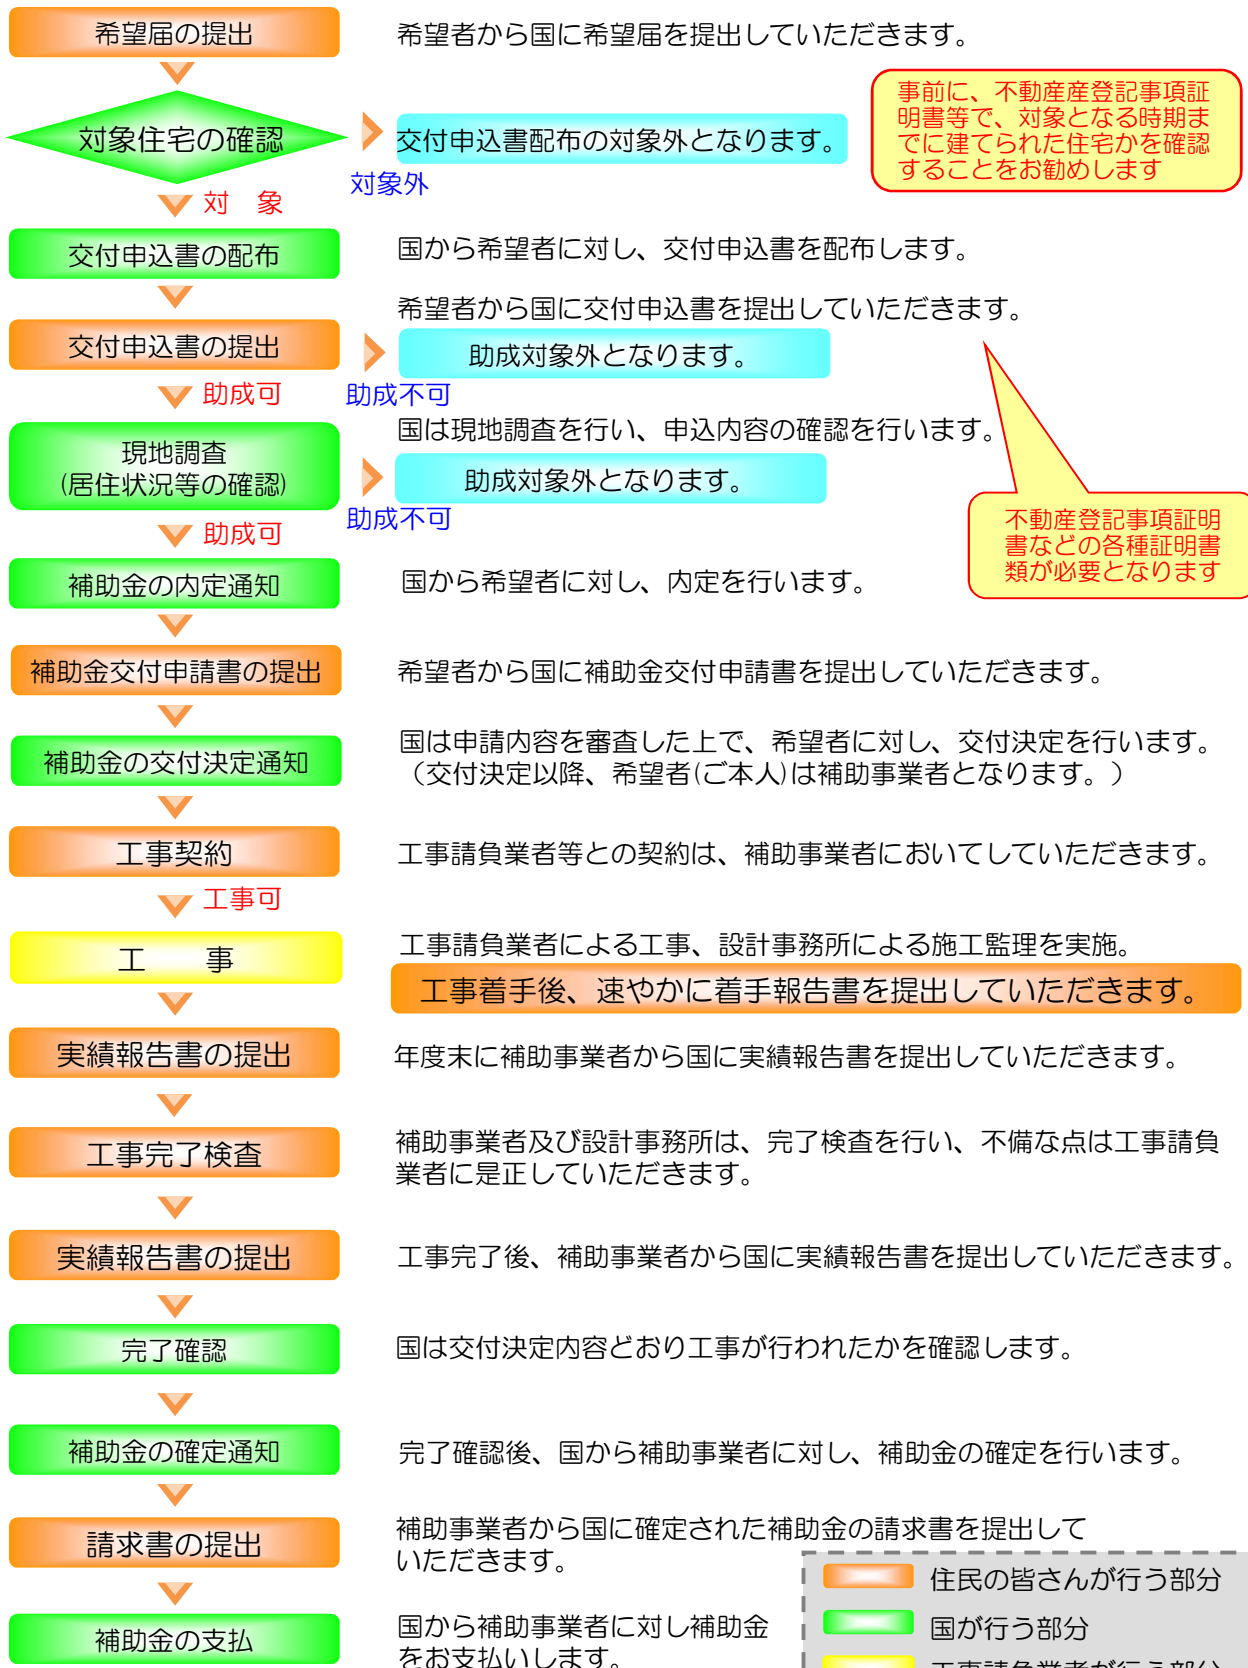 希望届の提出
希望者から国に希望届を提出していただきます。
事前に、不動産産登記事項証
明書等で、対象となる時期ま
でに建てられた住宅かを確認
することをお勧めします
対象住宅の確認
交付申込書配布の対象外となります。
対象外
対　象
交付申込書の配布
国から希望者に対し、交付申込書を配布します。
希望者から国に交付申込書を提出していただきます。
交付申込書の提出
助成対象外となります。
助成可
助成不可
国は現地調査を行い、申込内容の確認を行います。
現地調査
(居住状況等の確認)
助成対象外となります。
助成不可
助成可
不動産登記事項証明
書などの各種証明書
類が必要となります
補助金の内定通知
国から希望者に対し、内定を行います。
補助金交付申請書の提出
希望者から国に補助金交付申請書を提出していただきます。
補助金の交付決定通知
国は申請内容を審査した上で、希望者に対し、交付決定を行います。
（交付決定以降、希望者(ご本人)は補助事業者となります。）
工事契約
工事請負業者等との契約は、補助事業者においてしていただきます。
工事可
工　　事
工事請負業者による工事、設計事務所による施工監理を実施。
工事着手後、速やかに着手報告書を提出していただきます。
実績報告書の提出
年度末に補助事業者から国に実績報告書を提出していただきます。
工事完了検査
補助事業者及び設計事務所は、完了検査を行い、不備な点は工事請負
業者に是正していただきます。
実績報告書の提出
工事完了後、補助事業者から国に実績報告書を提出していただきます。
完了確認
国は交付決定内容どおり工事が行われたかを確認します。
補助金の確定通知
完了確認後、国から補助事業者に対し、補助金の確定を行います。
請求書の提出
補助事業者から国に確定された補助金の請求書を提出して
いただきます。
補助金の支払
国から補助事業者に対し補助金
をお支払いします。
住民の皆さんが行う部分
国が行う部分
工事請負業者が行う部分